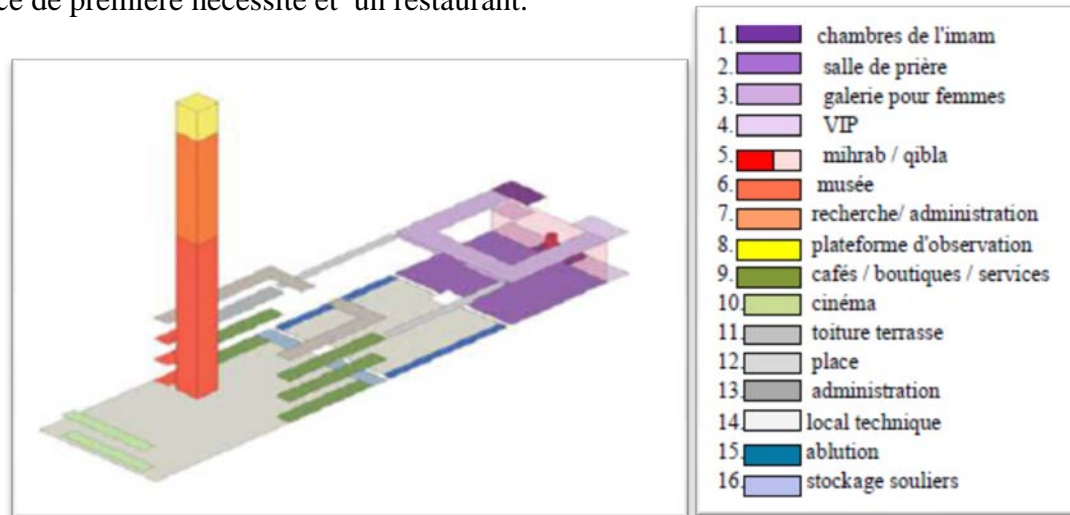 ce de première nécessité et un restaurant.
1. chambres de l'imam
2. salle de prière
3. galerie pour femmes
4. VIP
5. mihrab / qibla
6. musée
7. recherche/ administration
8. plateforme d'observation
9. cafés / boutiques / services
10. cinéma
11. toiture terrasse
12. place
13. administration
14. local technique
15. ablution
16. stockage souliers